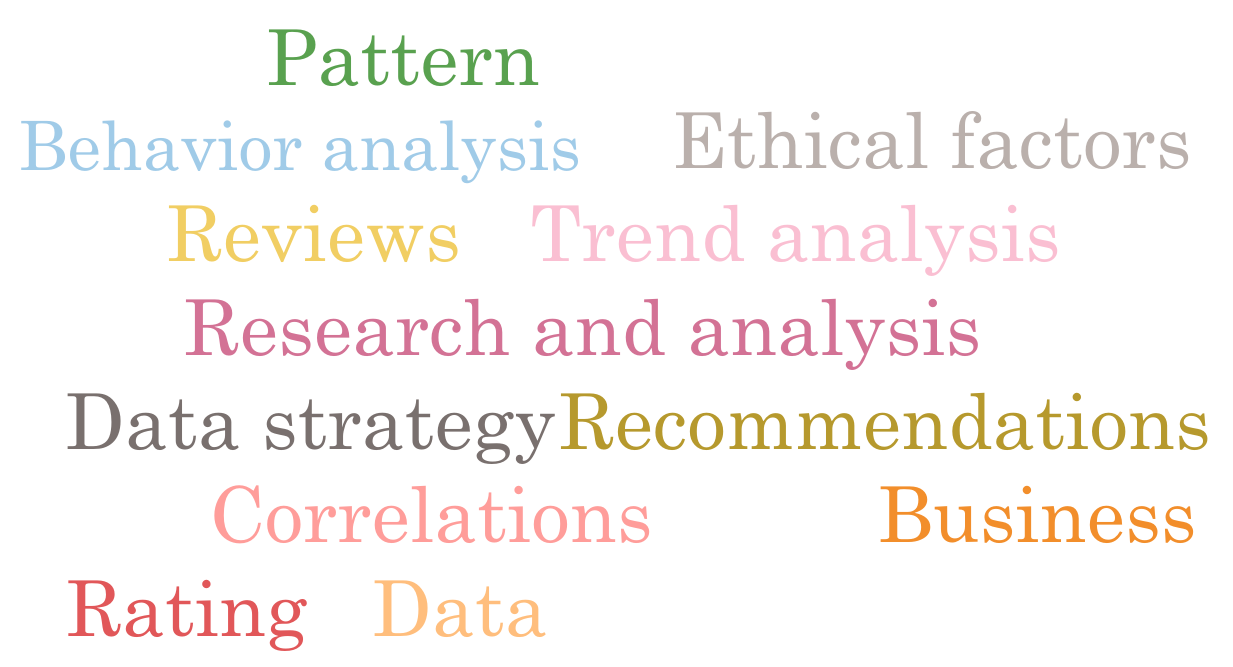 Pattern
Behavior analysis
Ethical factors
Reviews
Trend analysis
Research and analysis
Data strategy
Recommendations
Correlations
Business
Rating
Data